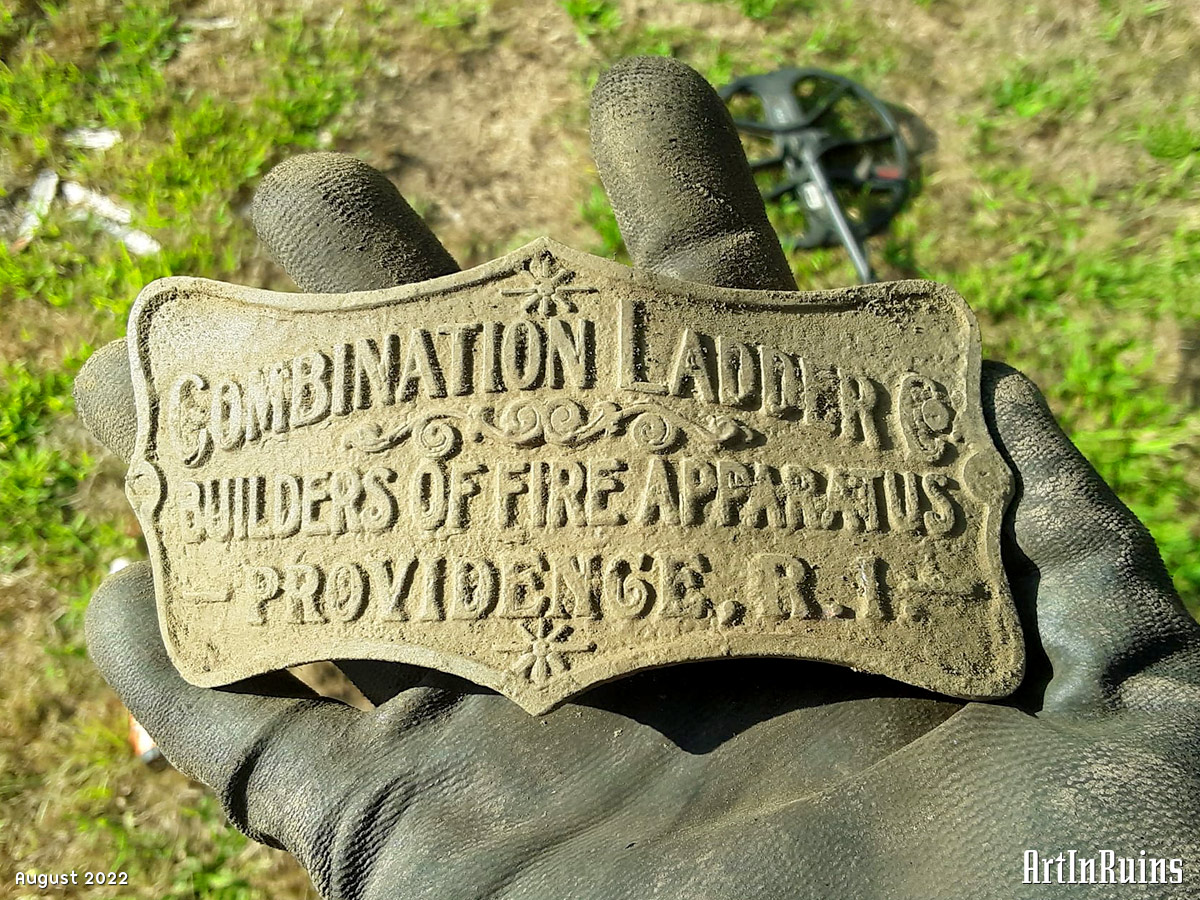 COMBINATION LADDER CO
BUILDERS OF FIRE APPARATUS
PROVIDENCE, R.I.
August 2022
ArtInRuins